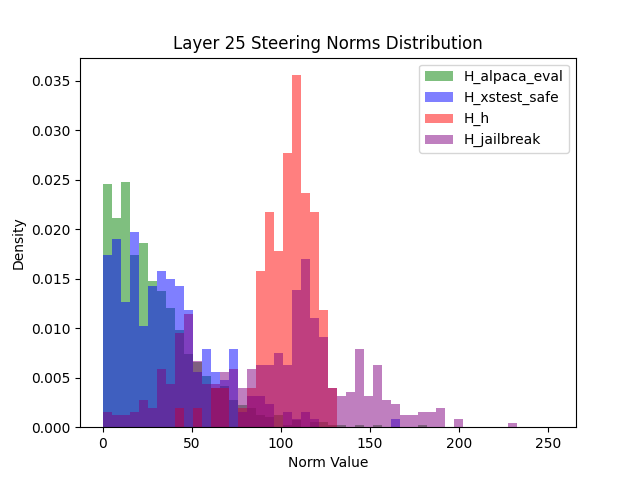 Layer 25 Steering Norms Distribution
H_alpaca_eval
H_xstest_safe
H_h
H_jailbreak
0.035
0.030
0.025
0.020
0.015
0.010
0.005
0.000
Density
0 50 100 150 200 250
Norm Value